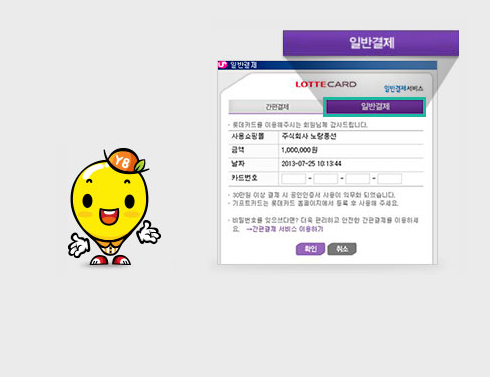 일반결제
일반결제
LOTTECARD 일반결제서비스
간편결제 일반결제
· 롯데카드를 이용해주시는 회원님께 감사드립니다.
사용쇼핑몰 주식회사 노랑풍선
금액 1,000,000원
날자 2013-07-25 10:13:44
카드번호 - - -
· 30만원 이상 결제 시 공인인증서 사용이 의무화 되었습니다.
· 기프트카드는 롯데카드 홈페이지에서 등록 후 사용해 주세요.
· 비밀번호를 잊으셨다면? 더욱 편리하고 안전한 간편결제를 이용하세
요. →간편결제 서비스 이용하기
확인 취소
YB